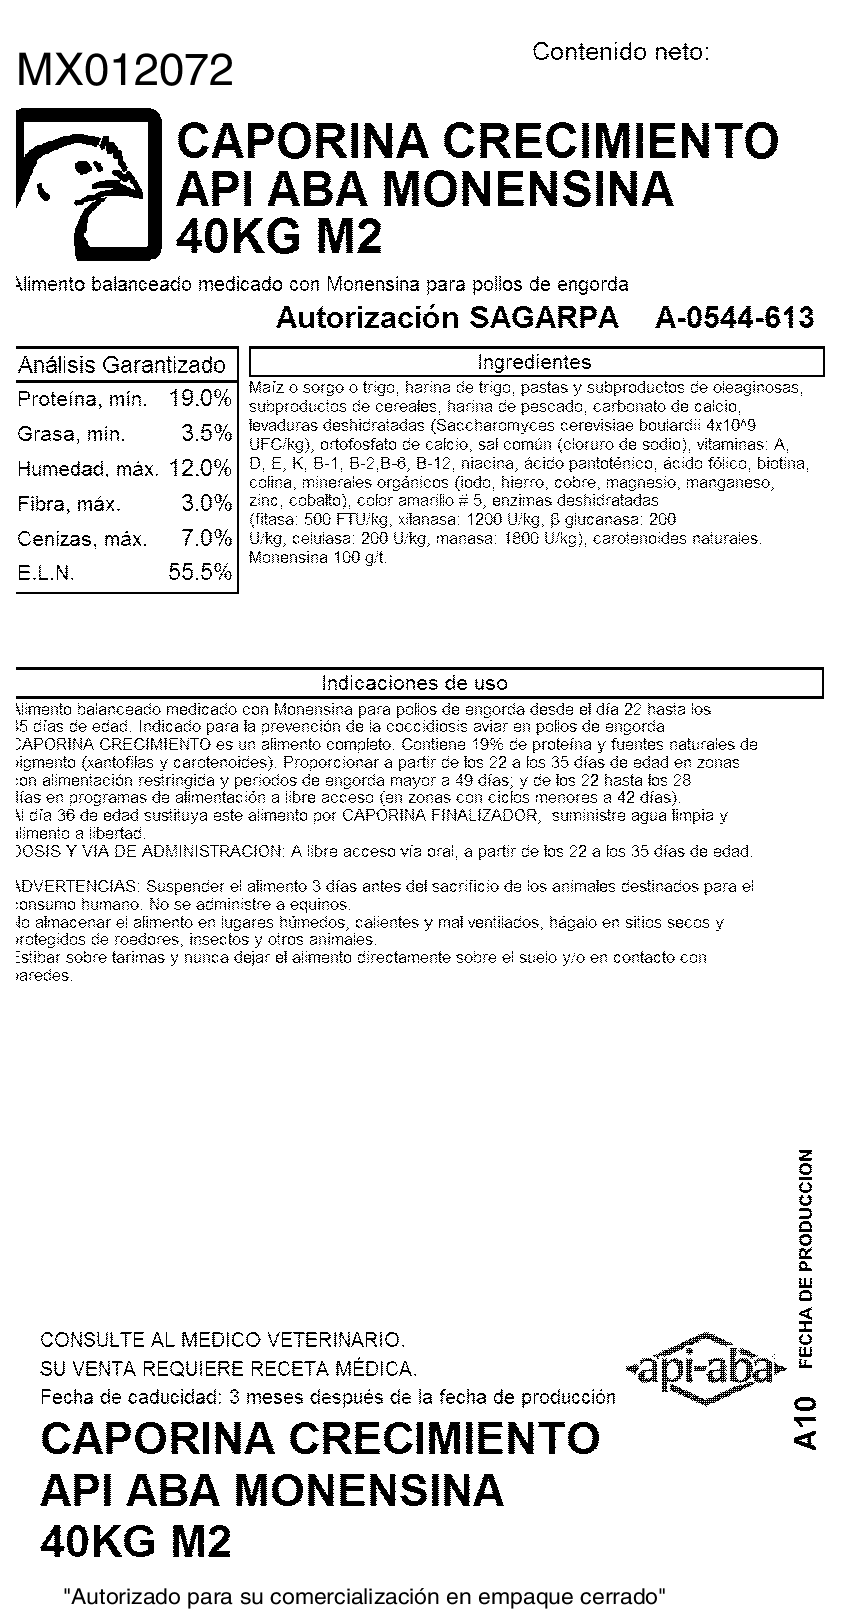 MX012072
Contenido neto:
CAPORINA CRECIMIENTO
API ABA MONENSINA
40KG M2
Alimento balanceado medicado con Monensina para pollos de engorda
Autorización SAGARPA A-0544-613
Análisis Garantizado
Proteína, mín. 19.0%
Grasa, mín. 3.5%
Humedad, máx. 12.0%
Fibra, máx. 3.0%
Cenizas, máx. 7.0%
E.L.N. 55.5%
Ingredientes
Maíz o sorgo o trigo, harina de trigo, pastas y subproductos de oleaginosas,
subproductos de cereales, harina de pescado, carbonato de calcio,
levaduras deshidratadas (Saccharomyces cerevisiae boulardii 4x10^9
UFC/kg), ortofosfato de calcio, sal común (cloruro de sodio), vitaminas: A,
D, E, K, B-1, B-2,B-6, B-12, niacina, ácido pantoténico, ácido fólico, biotina,
colina, minerales orgánicos (iodo, hierro, cobre, magnesio, manganeso,
zinc, cobalto), color amarillo # 5, enzimas deshidratadas
(fitasa: 500 FTU/kg, xilanasa: 1200 U/kg, β glucanasa: 200
U/kg, celulasa: 200 U/kg, manasa: 1800 U/kg), carotenoides naturales.
Monensina 100 g/t.
Indicaciones de uso
Alimento balanceado medicado con Monensina para pollos de engorda desde el día 22 hasta los
35 días de edad. Indicado para la prevención de la coccidiosis aviar en pollos de engorda
CAPORINA CRECIMIENTO es un alimento completo. Contiene 19% de proteína y fuentes naturales de
pigmento (xantofilas y carotenoides). Proporcionar a partir de los 22 a los 35 días de edad en zonas
con alimentación restringida y periodos de engorda mayor a 49 días; y de los 22 hasta los 28
días en programas de alimentación a libre acceso (en zonas con ciclos menores a 42 días).
Al día 36 de edad sustituya este alimento por CAPORINA FINALIZADOR, suministre agua limpia y
alimento a libertad.
DOSIS Y VIA DE ADMINISTRACION: A libre acceso vía oral, a partir de los 22 a los 35 días de edad.
ADVERTENCIAS: Suspender el alimento 3 días antes del sacrificio de los animales destinados para el
consumo humano. No se administre a equinos.
No almacenar el alimento en lugares húmedos, calientes y mal ventilados, hágalo en sitios secos y
protegidos de roedores, insectos y otros animales.
Estibar sobre tarimas y nunca dejar el alimento directamente sobre el suelo y/o en contacto con
paredes.
A10 FECHA DE PRODUCCION
CONSULTE AL MEDICO VETERINARIO.
SU VENTA REQUIERE RECETA MÉDICA.
Fecha de caducidad: 3 meses después de la fecha de producción
api-aba
CAPORINA CRECIMIENTO
API ABA MONENSINA
40KG M2
"Autorizado para su comercialización en empaque cerrado"